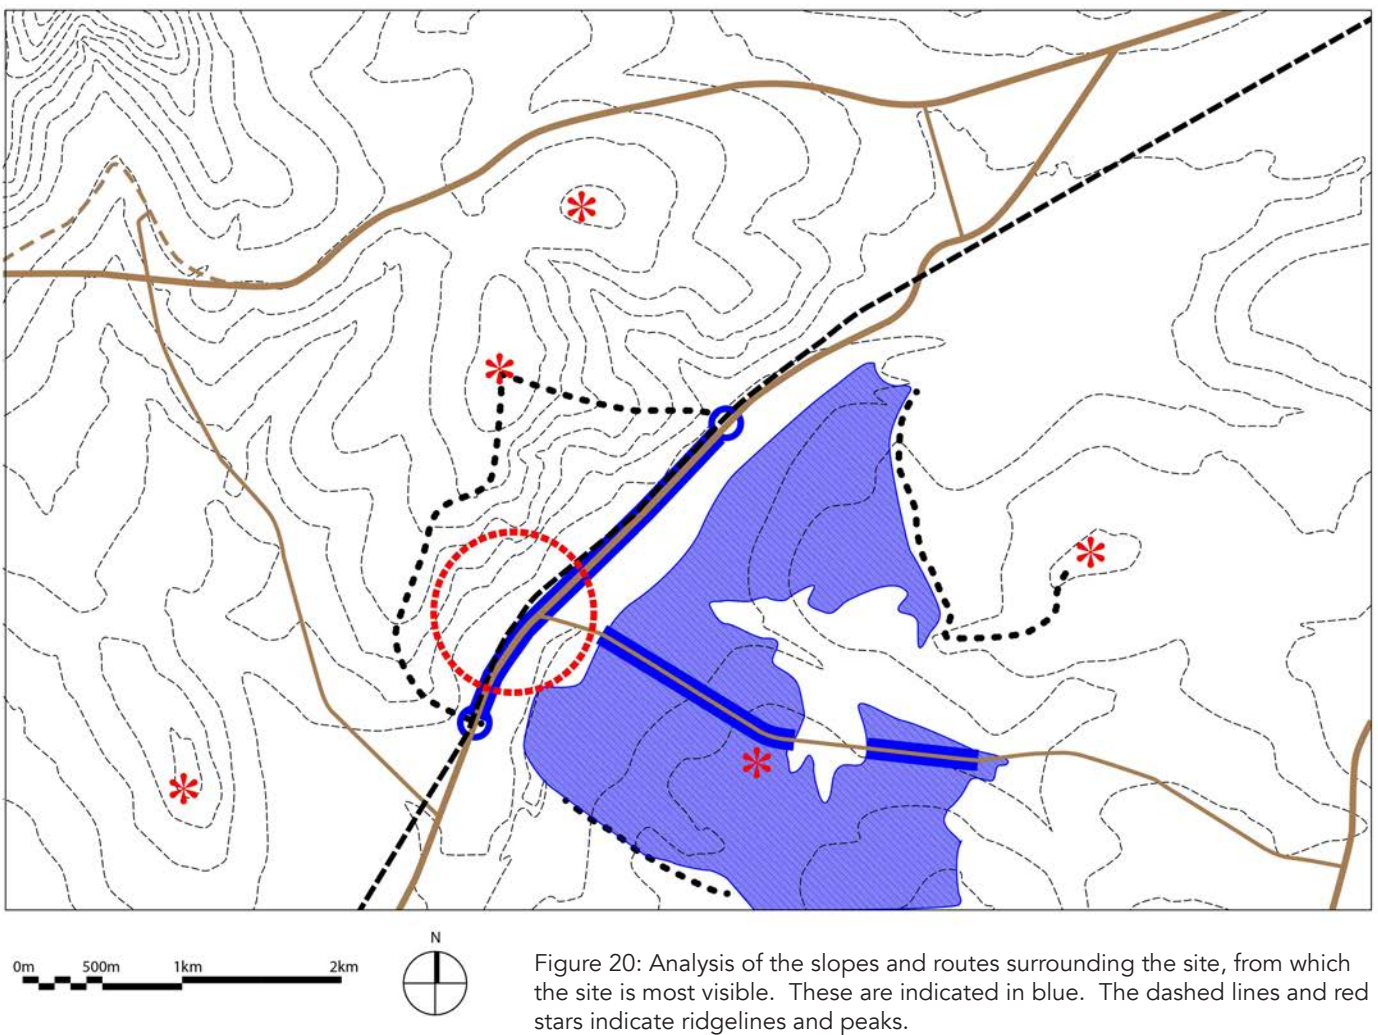 0m 500m 1km 2km
N
Figure 20: Analysis of the slopes and routes surrounding the site, from which
the site is most visible.  These are indicated in blue.  The dashed lines and red
stars indicate ridgelines and peaks.